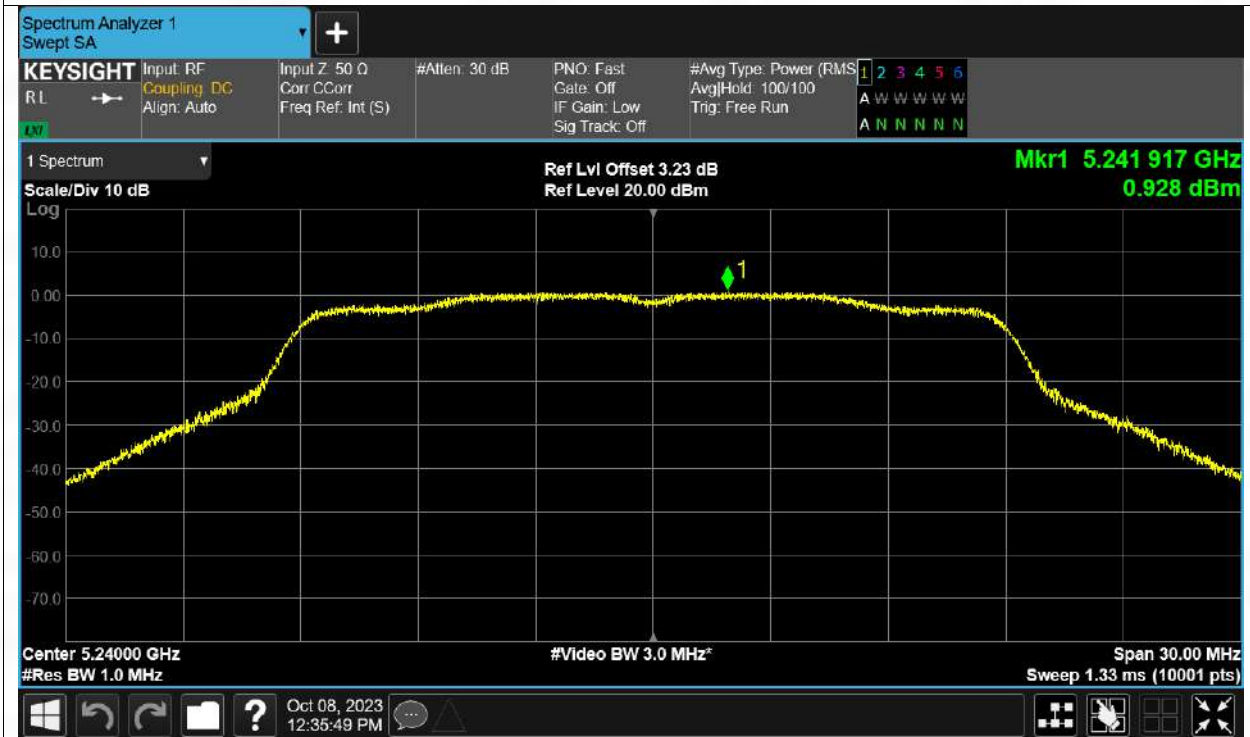 Spectrum Analyzer 1
Swept SA
+
KEYSIGHT
RL
LXI
Input: RF
Coupling: DC
Align: Auto
Input Z: 50 Ω
Corr CCorr
Freq Ref: Int (S)
#Atten: 30 dB
PNO: Fast
Gate: Off
IF Gain: Low
Sig Track: Off
#Avg Type: Power (RMS
Avg|Hold: 100/100
Trig: Free Run
1 2 3 4 5 6
A W W W W W
A N N N N N
1 Spectrum
Scale/Div 10 dB
Log
Ref Lvl Offset 3.23 dB
Ref Level 20.00 dBm
Mkr1 5.241 917 GHz
0.928 dBm
1
10.0
0.00
-10.0
-20.0
-30.0
-40.0
-50.0
-60.0
-70.0
Center 5.24000 GHz
#Res BW 1.0 MHz
#Video BW 3.0 MHz*
Span 30.00 MHz
Sweep 1.33 ms (10001 pts)
?
Oct 08, 2023
12:35:49 PM